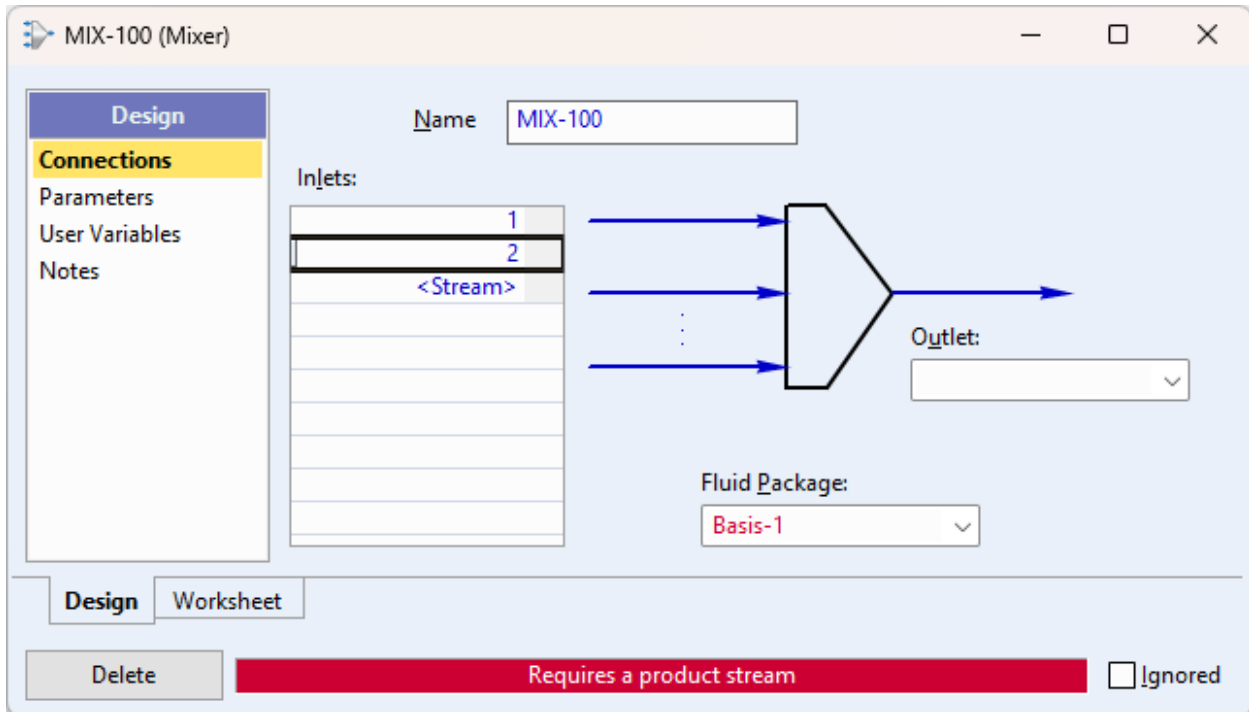 MIX-100 (Mixer)
Design
Connections
Parameters
User Variables
Notes
Name MIX-100
Inlets:
1
2
<Stream>
Outlet:
Fluid Package:
Basis-1
Design Worksheet
Delete Requires a product stream Ignored